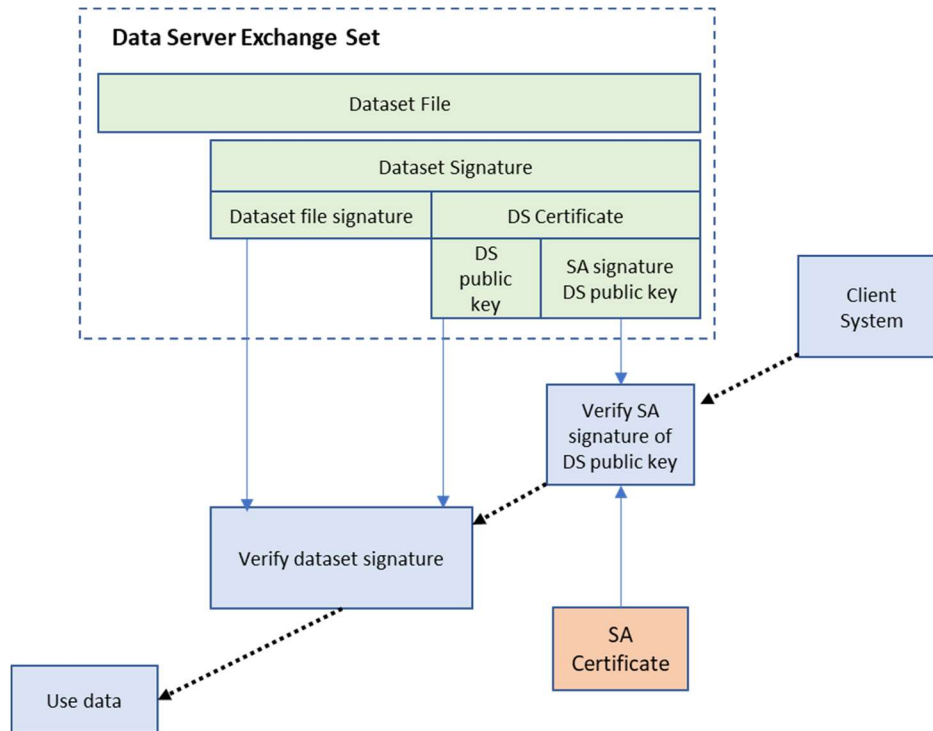 Data Server Exchange Set
Dataset File
Dataset Signature
Dataset file signature
DS Certificate
DS
public
key
SA signature
DS public key
Client
System
Verify SA
signature of
DS public key
Verify dataset signature
SA
Certificate
Use data